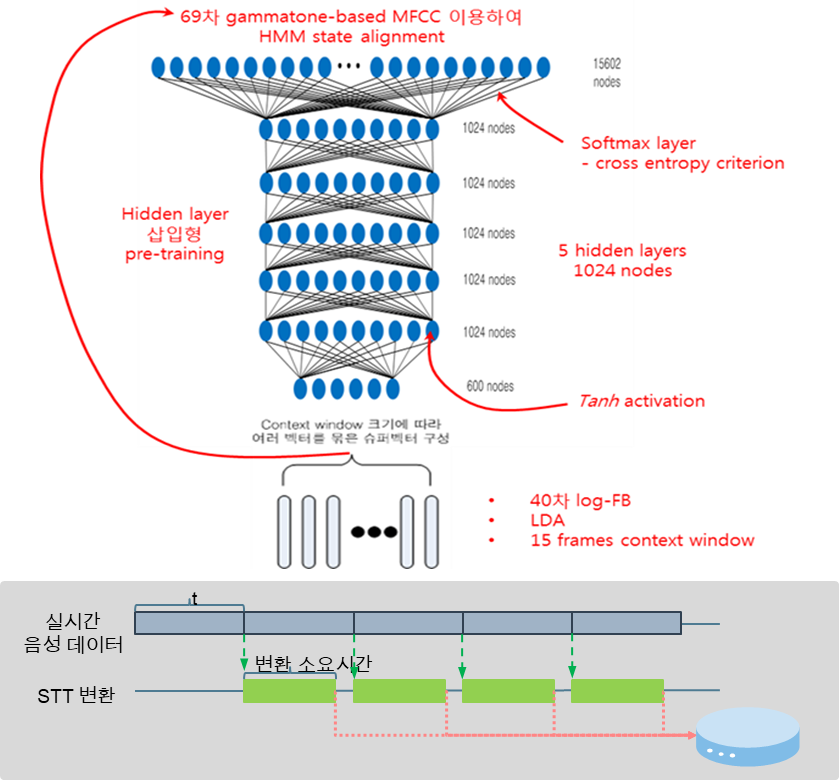 69차 gammatone-based MFCC 이용하여
HMM state alignment
15602
nodes
1024 nodes
Softmax layer
- cross entropy criterion
1024 nodes
Hidden layer
삽입형
pre-training
1024 nodes
5 hidden layers
1024 nodes
1024 nodes
1024 nodes
600 nodes
Tanh activation
Context window 크기에 따라
여러 벡터를 묶은 슈퍼벡터 구성
• 40차 log-FB
• LDA
• 15 frames context window
t
실시간
음성 데이터
변환 소요시간
STT 변환